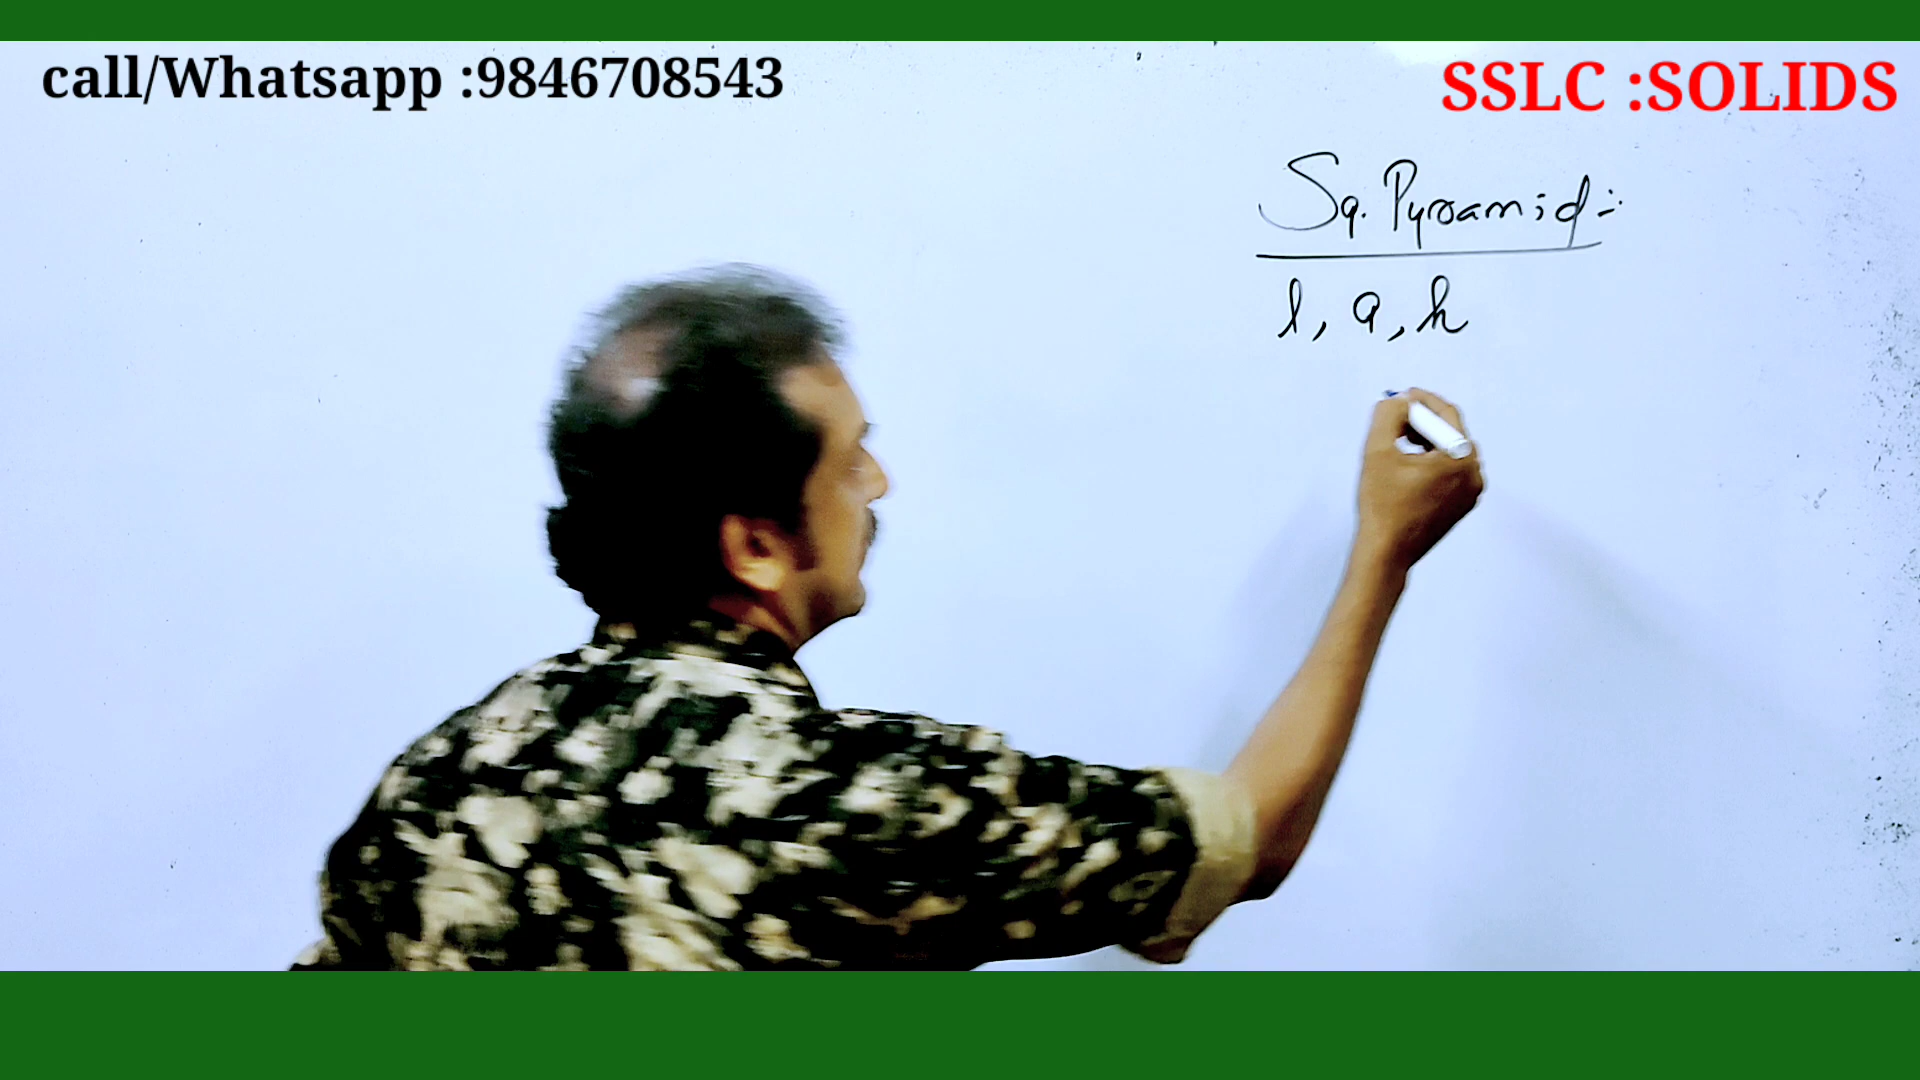 call/Whatsapp :9846708543
SSLC :SOLIDS
Sq. Pyramid :-
l, a, h